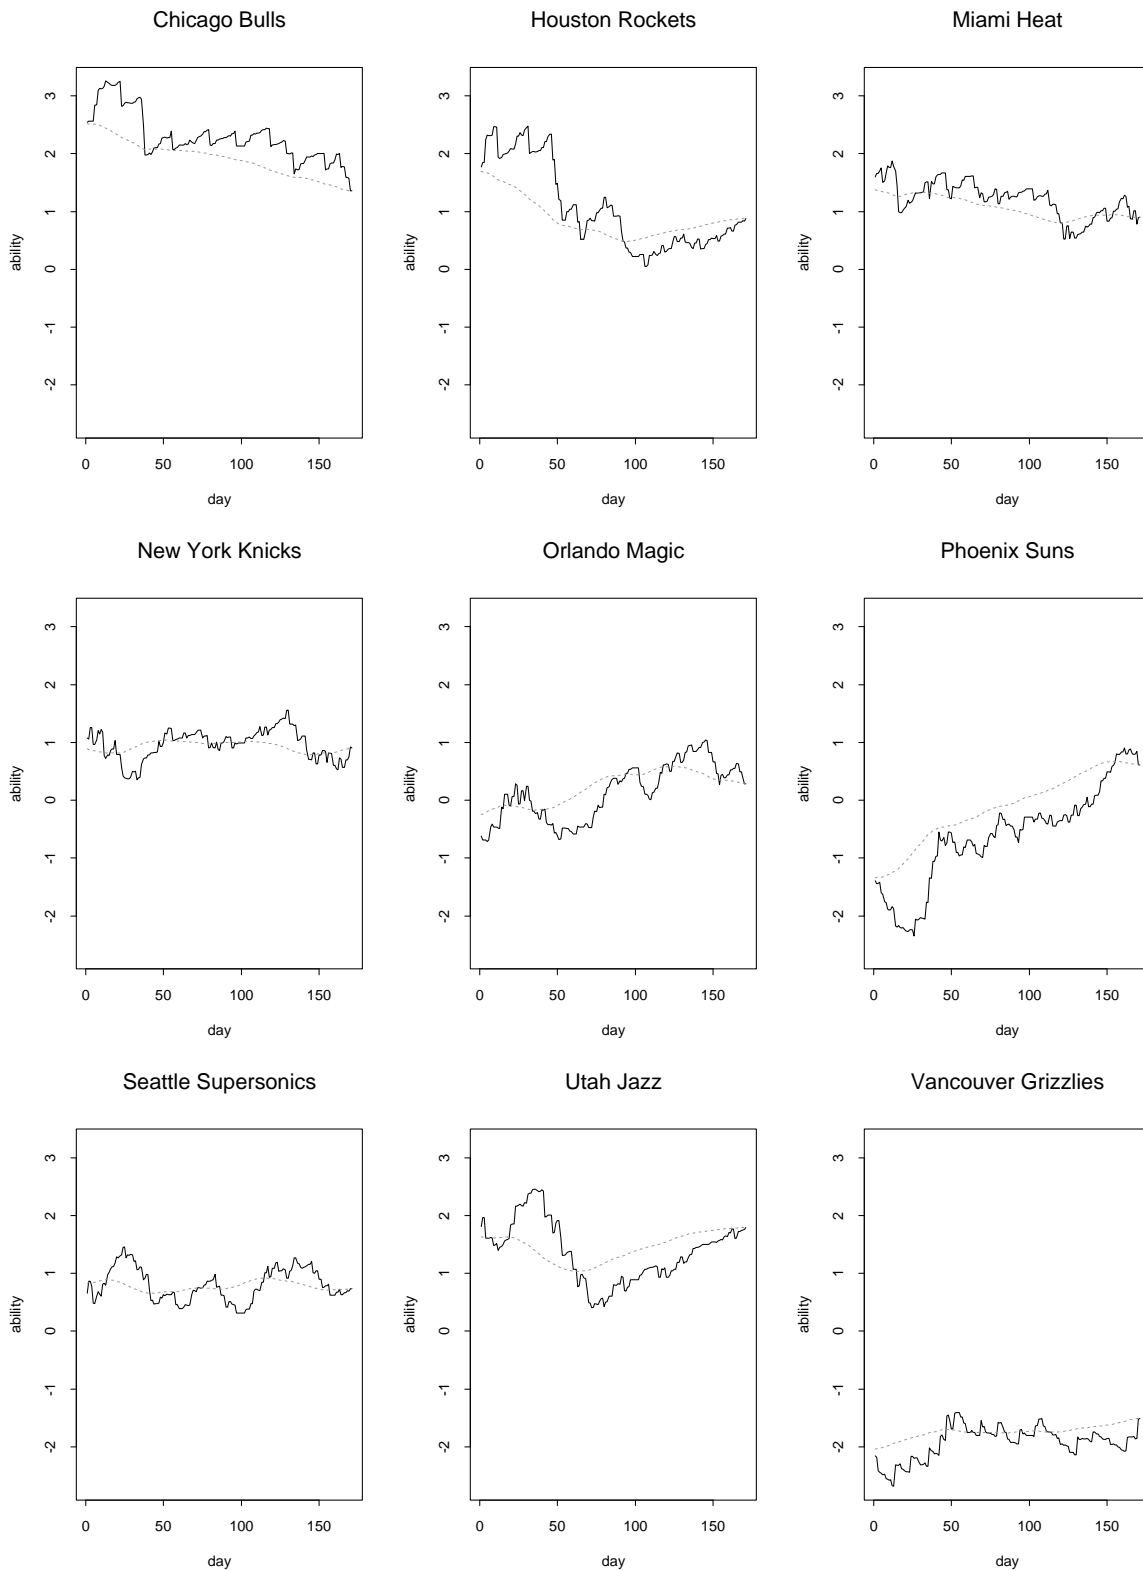 Chicago Bulls
Houston Rockets
Miami Heat
3
2
1
0
-1
-2
ability
0 50 100 150
day
3
2
1
0
-1
-2
ability
0 50 100 150
day
3
2
1
0
-1
-2
ability
0 50 100 150
day
New York Knicks
Orlando Magic
Phoenix Suns
3
2
1
0
-1
-2
ability
0 50 100 150
day
3
2
1
0
-1
-2
ability
0 50 100 150
day
3
2
1
0
-1
-2
ability
0 50 100 150
day
Seattle Supersonics
Utah Jazz
Vancouver Grizzlies
3
2
1
0
-1
-2
ability
0 50 100 150
day
3
2
1
0
-1
-2
ability
0 50 100 150
day
3
2
1
0
-1
-2
ability
0 50 100 150
day